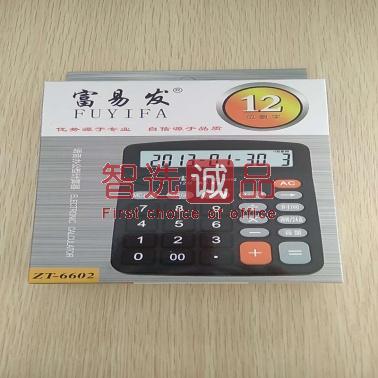 富易发®
FUYIFA
12
位数字
优势源于专业 自信源于品质
2013-01-30 3
智选诚品
First choice of office
AC
7 8 9
4 5 6
1 2 3
0 00 •
+
=
ELECTRONIC CALCULATOR
ZT-6602